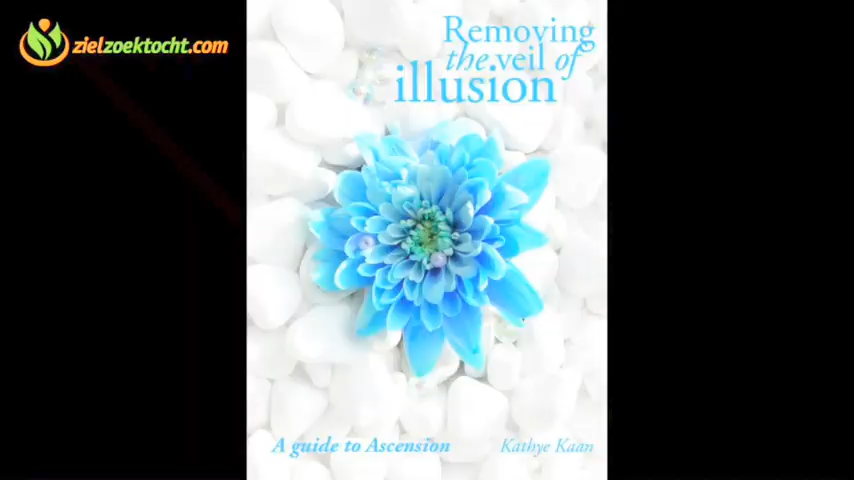 zielzoektocht.com
Removing
the veil of
illusion
A guide to Ascension
Kathye Kaan